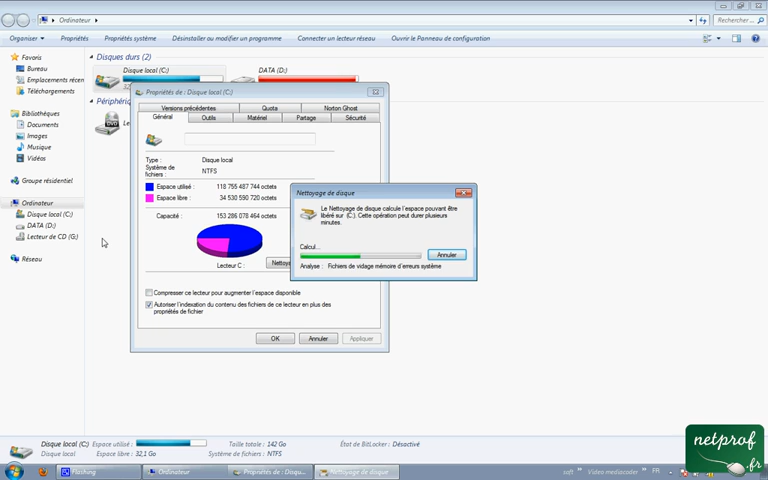 Ordinateur
Rechercher...
Organiser
Propriétés
Propriétés système
Désinstaller ou modifier un programme
Connecter un lecteur réseau
Ouvrir le Panneau de configuration
Favoris
Bureau
Emplacements récen
Téléchargements
Bibliothèques
Documents
Images
Musique
Vidéos
Groupe résidentiel
Ordinateur
Disque local (C:)
DATA (D:)
Lecteur de CD (G:)
Réseau
Disques durs (2)
Disque local (C:)
DATA (D:)
Périphériq
Le
Propriétés de : Disque local (C:)
Versions précédentes
Quota
Norton Ghost
Général
Outils
Matériel
Partage
Sécurité
Type :
Disque local
Système de fichiers :
NTFS
Espace utilisé :
118 755 487 744 octets
Espace libre :
34 530 590 720 octets
Capacité :
153 286 078 464 octets
Lecteur C :
Nettoya
Compresser ce lecteur pour augmenter l'espace disponible
Autoriser l'indexation du contenu des fichiers de ce lecteur en plus des
propriétés de fichier
OK
Annuler
Appliquer
Nettoyage de disque
Le Nettoyage de disque calcule l'espace pouvant être
libéré sur (C:). Cette opération peut durer plusieurs
minutes.
Calcul...
Annuler
Analyse : Fichiers de vidage mémoire d'erreurs système
Disque local (C:)
Espace utilisé :
Taille totale : 142 Go
État de BitLocker : Désactivé
Disque local
Espace libre : 32,1 Go
Système de fichiers : NTFS
Flashing
Ordinateur
Propriétés de : Disqu...
Nettoyage de disque
soft
Video mediacoder
FR
netprof
.fr